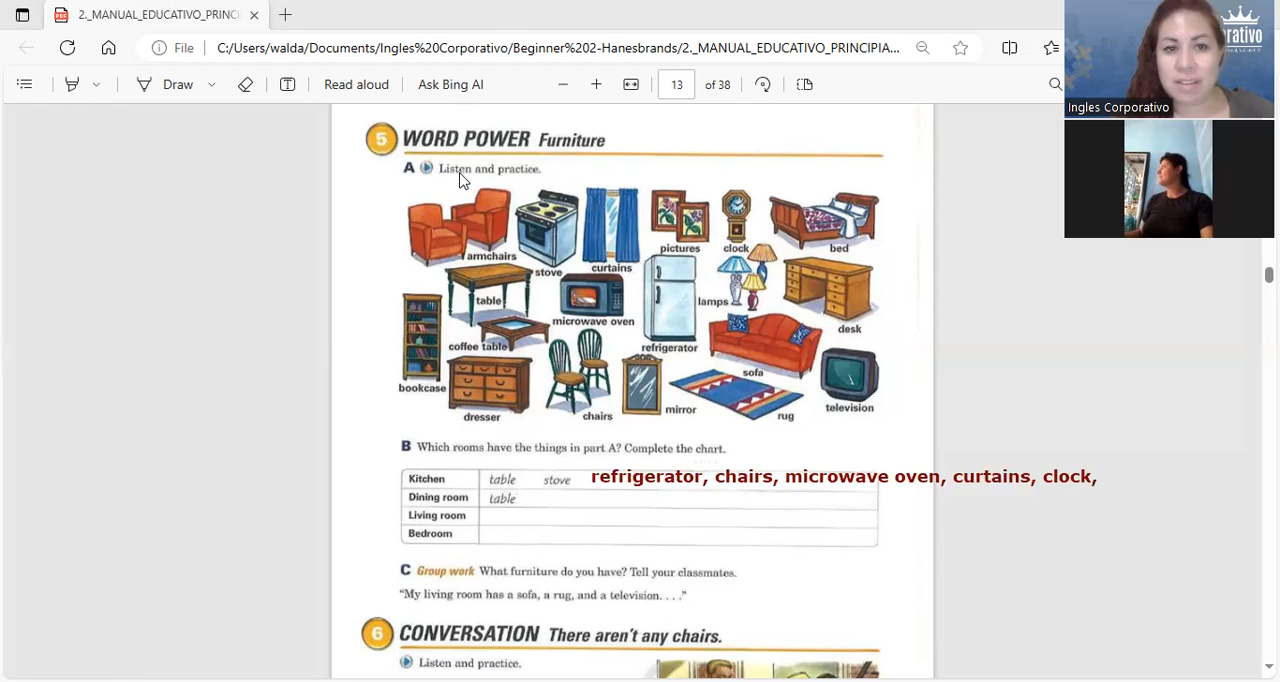 2._MANUAL_EDUCATIVO_PRINCI
File
C:/Users/walda/Documents/Ingles%20Corporativo/Beginner%202-Hanesbrands/2._MANUAL_EDUCATIVO_PRINCIPIA...
Draw
Read aloud
Ask Bing AI
13 of 38
Ingles Corporativo
5 WORD POWER Furniture
A Listen and practice.
armchairs
stove
curtains
pictures
clock
bed
table
microwave oven
lamps
desk
coffee table
refrigerator
sofa
bookcase
dresser
chairs
mirror
rug
television
B Which rooms have the things in part A? Complete the chart.
Kitchen table stove refrigerator, chairs, microwave oven, curtains, clock,
Dining room table
Living room
Bedroom
C Group work What furniture do you have? Tell your classmates.
“My living room has a sofa, a rug, and a television. . . .”
6 CONVERSATION There aren't any chairs.
Listen and practice.